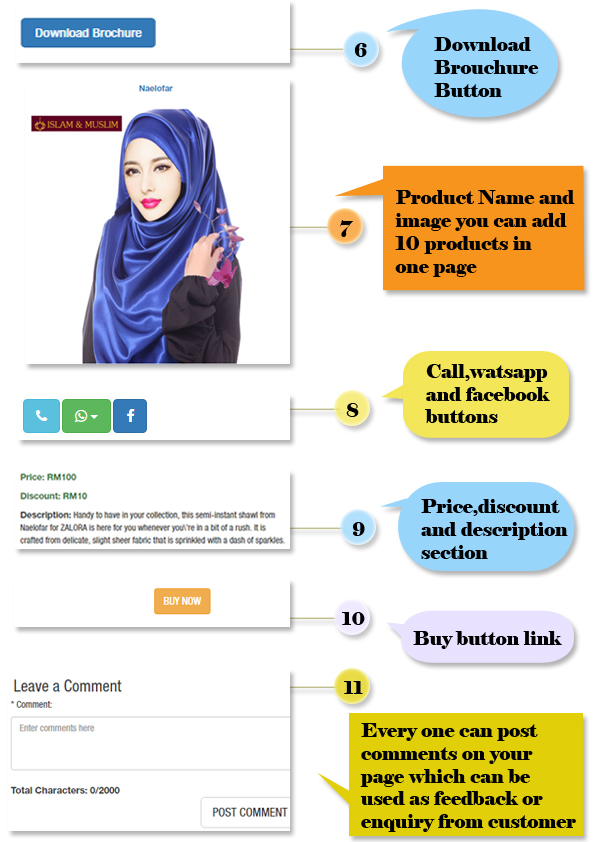 Download Brochure
6
Download
Brouchure
Button
Naelofar
ISLAM & MUSLIM
7
Product Name and
image you can add
10 products in
one page
8
Call,watsapp
and facebook
buttons
Price: RM100
Discount: RM10
Description: Handy to have in your collection, this semi-instant shawl from
Naelofar for ZALORA is here for you whenever you\'re in a bit of a rush. It is
crafted from delicate, slight sheer fabric that is sprinkled with a dash of sparkles.
9
Price,discount
and description
section
BUY NOW
10
Buy button link
Leave a Comment
* Comment:
Enter comments here
Total Characters: 0/2000
POST COMMENT
11
Every one can post
comments on your
page which can be
used as feedback or
enquiry from customer